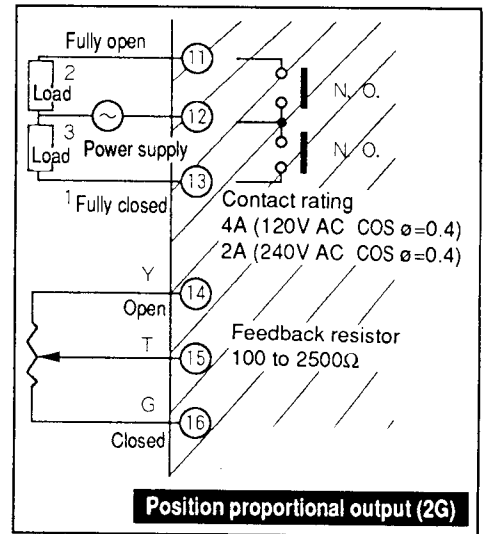 Fully open
11
2
Load
N. O.
12
3
Load
Power supply
N. O.
13
1 Fully closed
Contact rating
4A (120V AC COS ø=0.4)
2A (240V AC COS ø=0.4)
Y
14
Open
T
15
Feedback resistor
100 to 2500Ω
G
16
Closed
Position proportional output (2G)